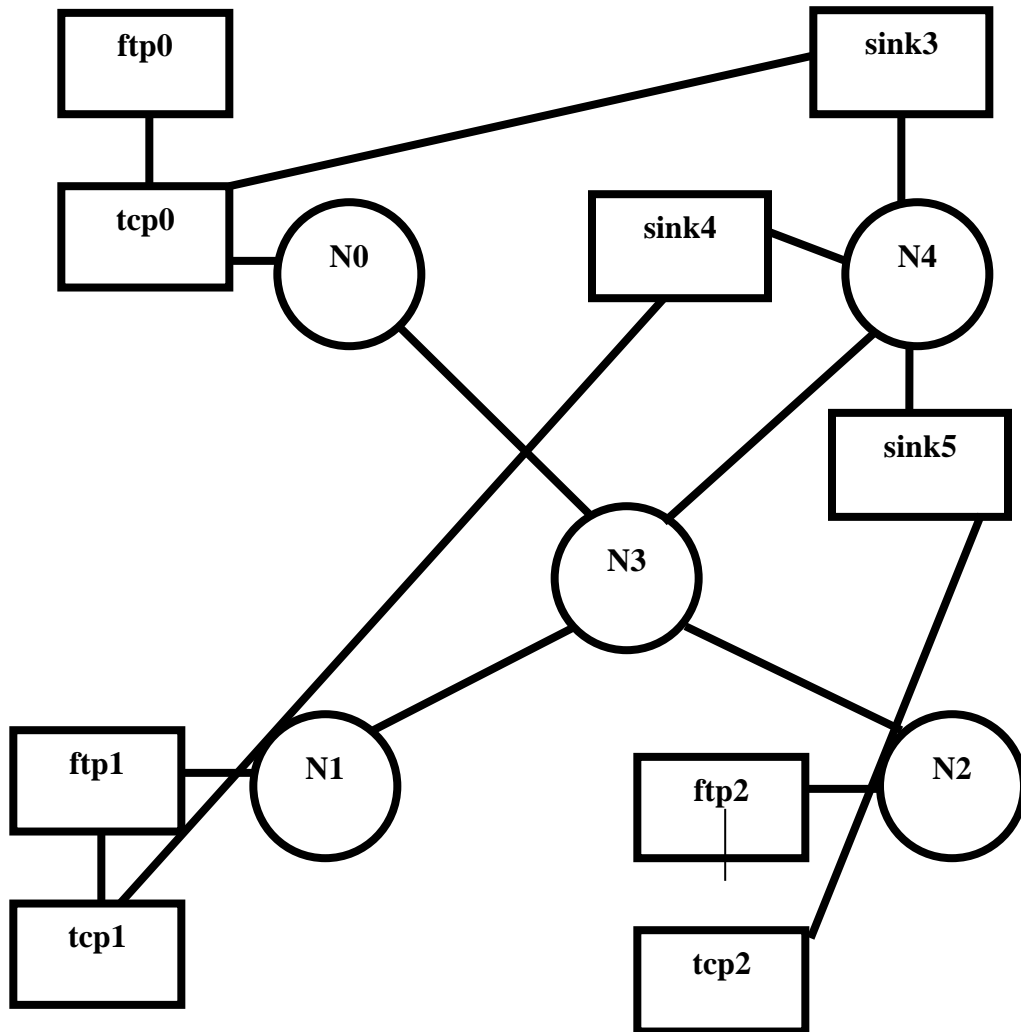 ftp0
sink3
tcp0
sink4
N0
N4
sink5
N3
ftp1
N1
ftp2
N2
tcp1
tcp2